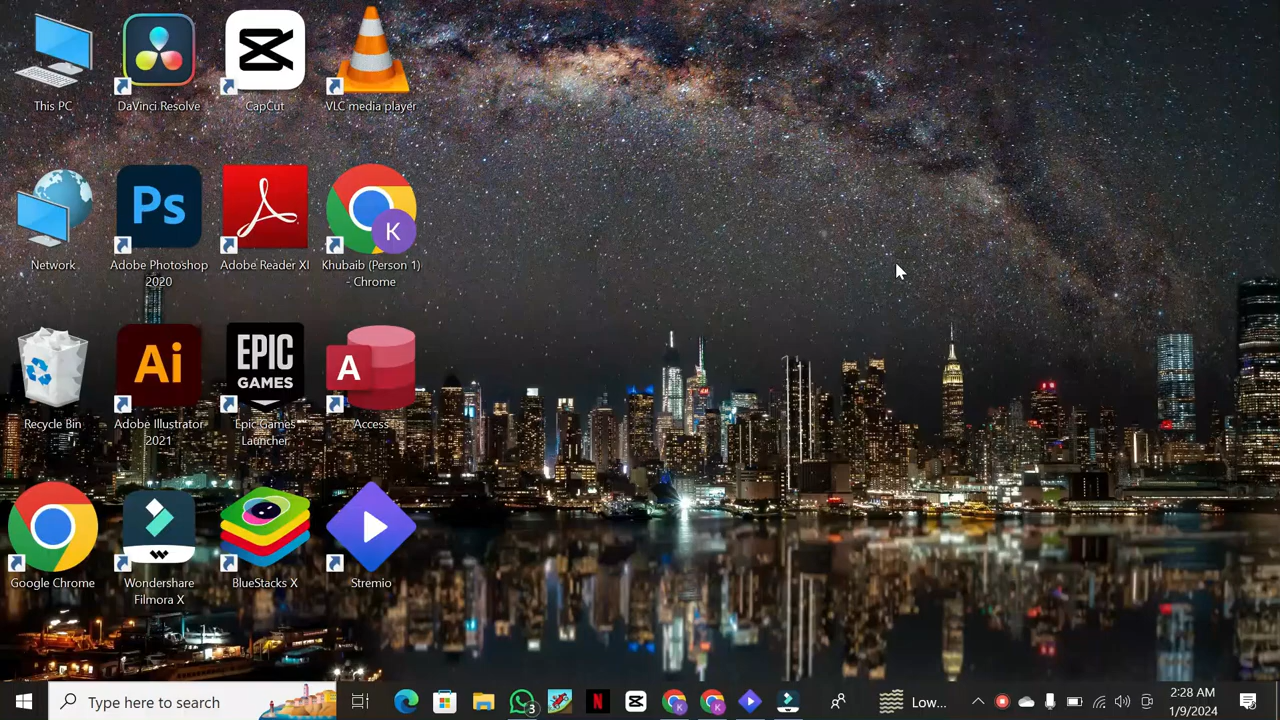 This PC
DaVinci Resolve
CapCut
VLC media player
Ps
K
Network
Adobe Photoshop
2020
Adobe Reader XI
Khubaib (Person 1)
- Chrome
Ai
EPIC
GAMES
A
Recycle Bin
Adobe Illustrator
2021
Epic Games
Launcher
Access
Google Chrome
Wondershare
Filmora X
BlueStacks X
Stremio
Type here to search
3
N
Low...
2:28 AM
1/9/2024